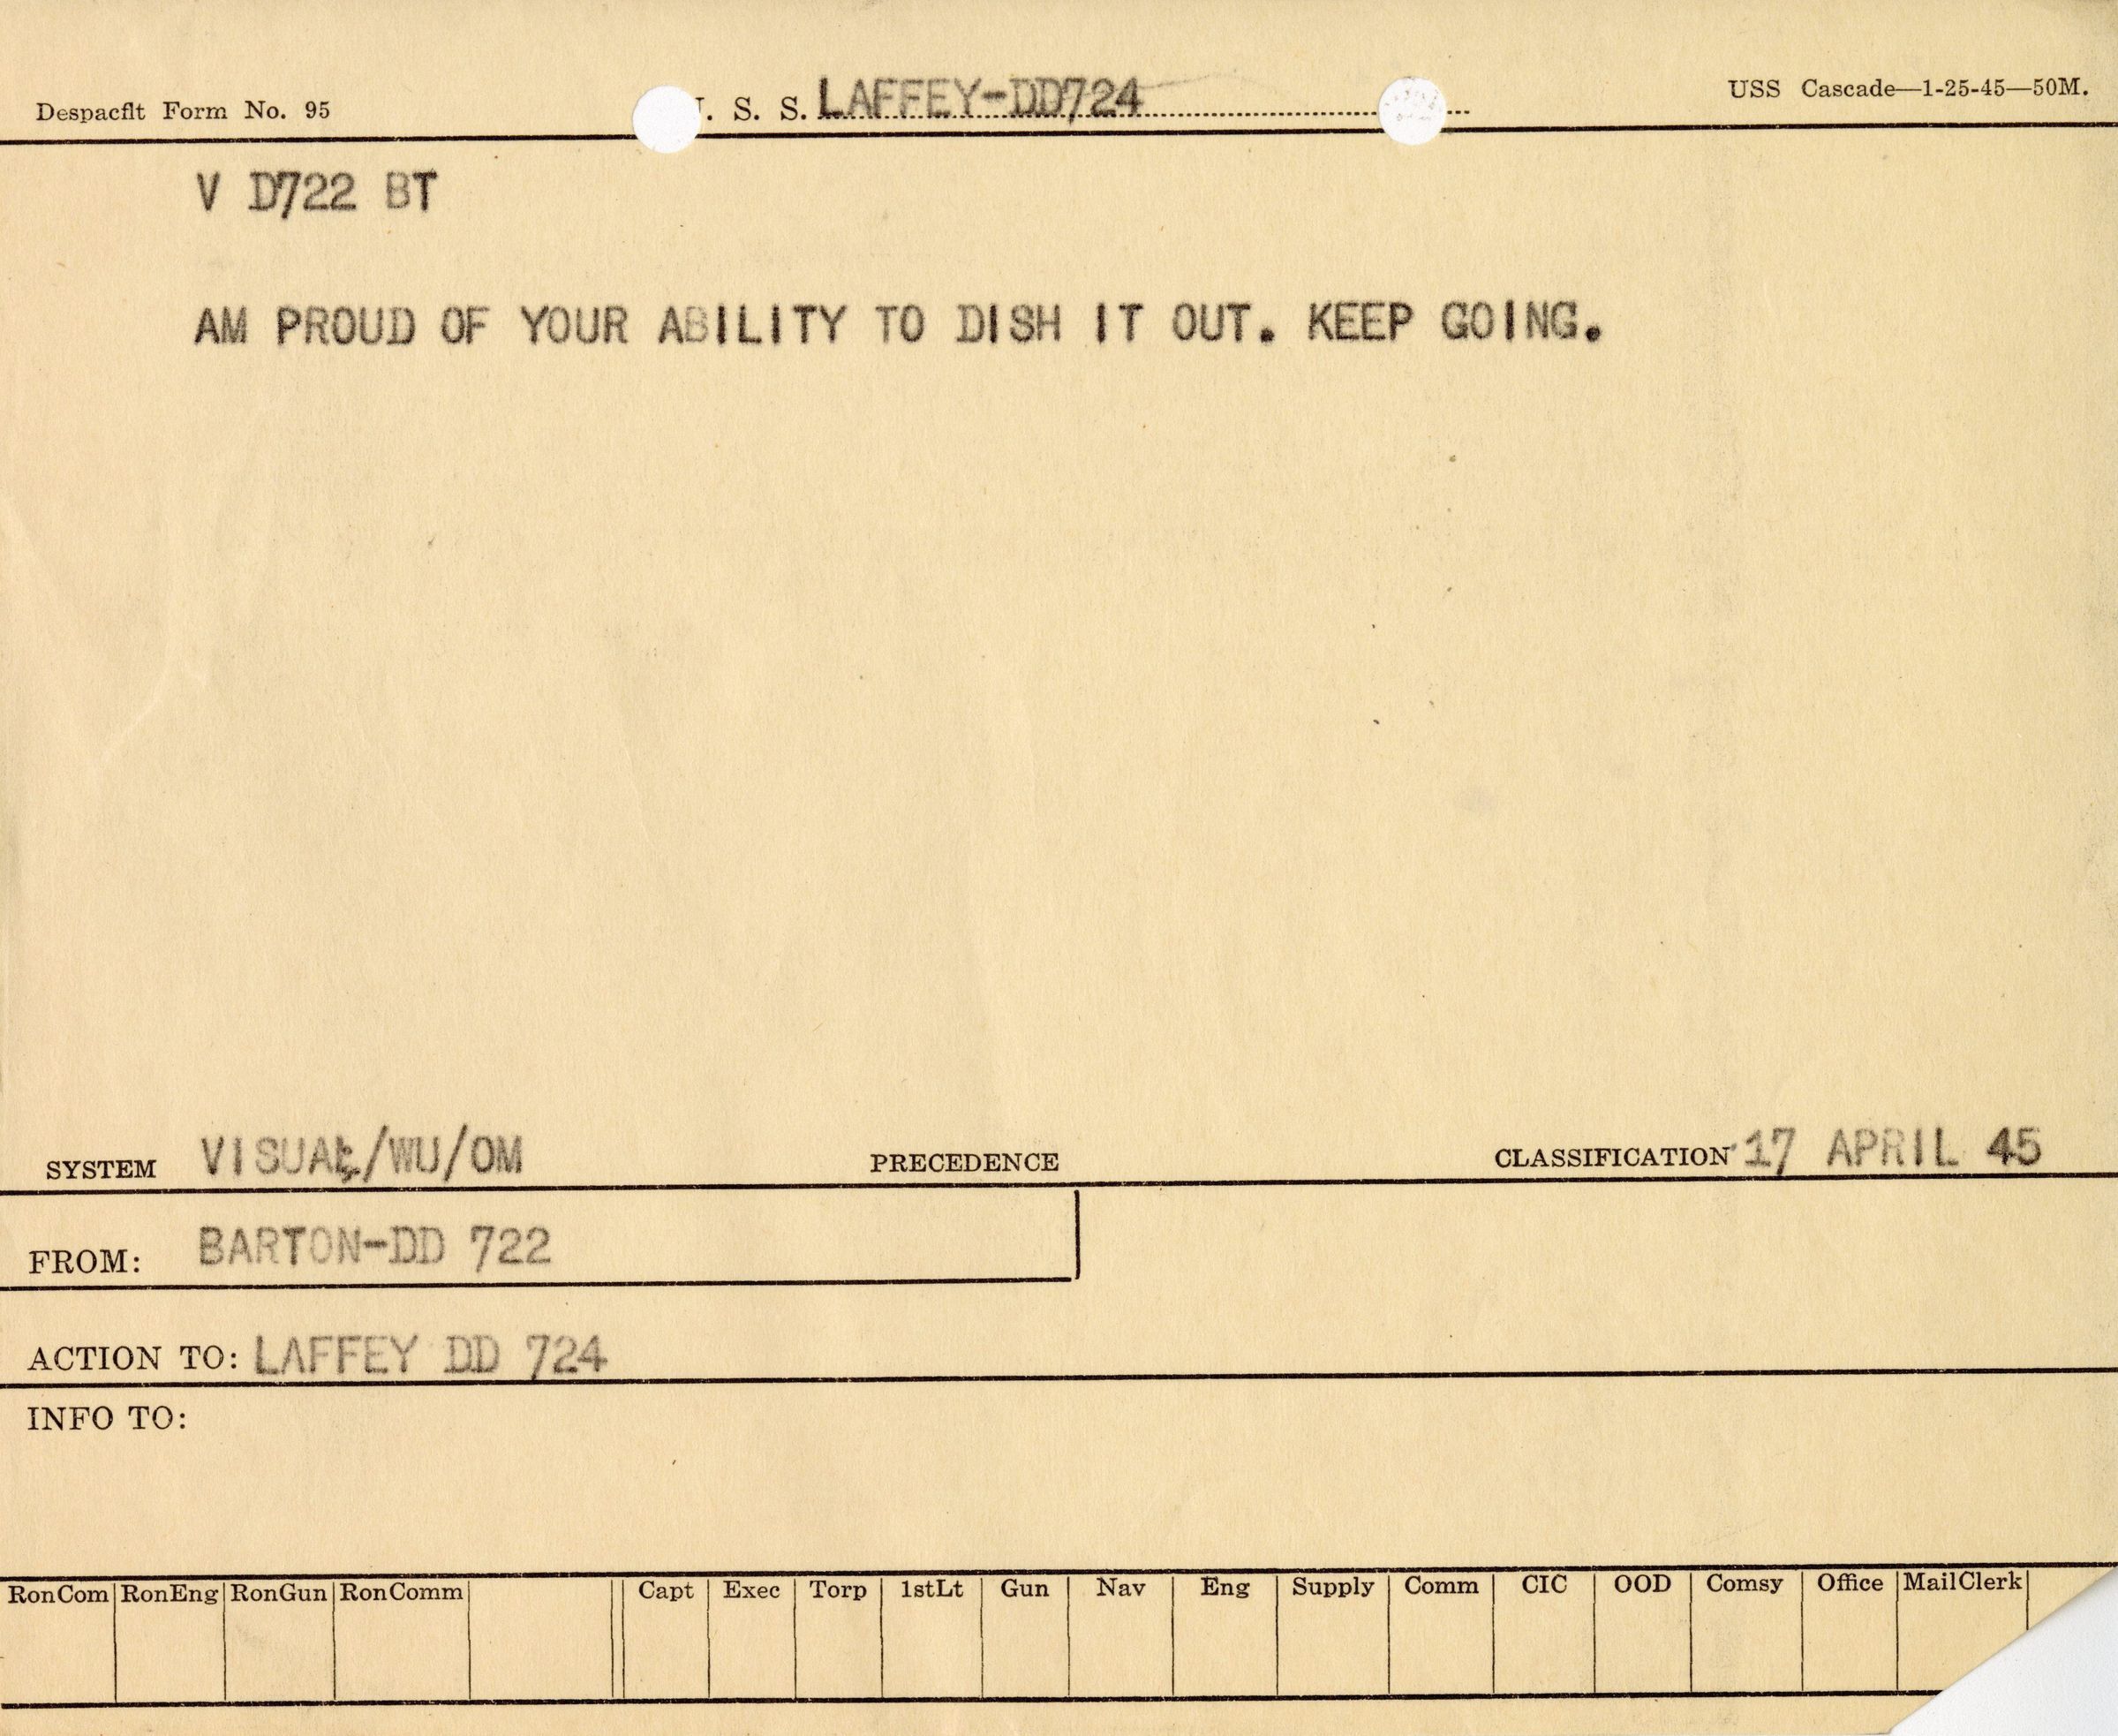 Despacflt Form No. 95
. S. S. LAFFEY-DD724
USS Cascade—1-25-45—50M.
V D722 BT
AM PROUD OF YOUR ABILITY TO DISH IT OUT. KEEP GOING.
SYSTEM VISUAL/WU/OM PRECEDENCE CLASSIFICATION 17 APRIL 45
FROM: BARTON-DD 722
ACTION TO: LAFFEY DD 724
INFO TO:
RonCom RonEng RonGun RonComm Capt Exec Torp 1stLt Gun Nav Eng Supply Comm CIC OOD Comsy Office MailClerk